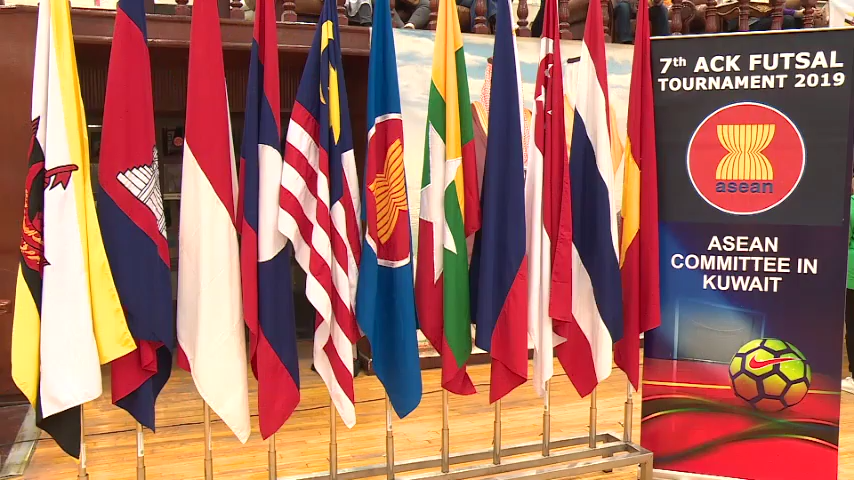 7th ACK FUTSAL
TOURNAMENT 2019
asean
ASEAN
COMMITTEE IN
KUWAIT